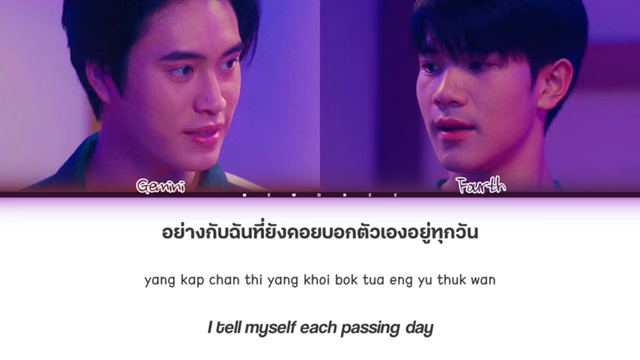 Gemini
NEWONEE
Fourth
อย่างกับฉันที่ยังคอยบอกตัวเองอยู่ทุกวัน
yang kap chan thi yang khoi bok tua eng yu thuk wan
I tell myself each passing day